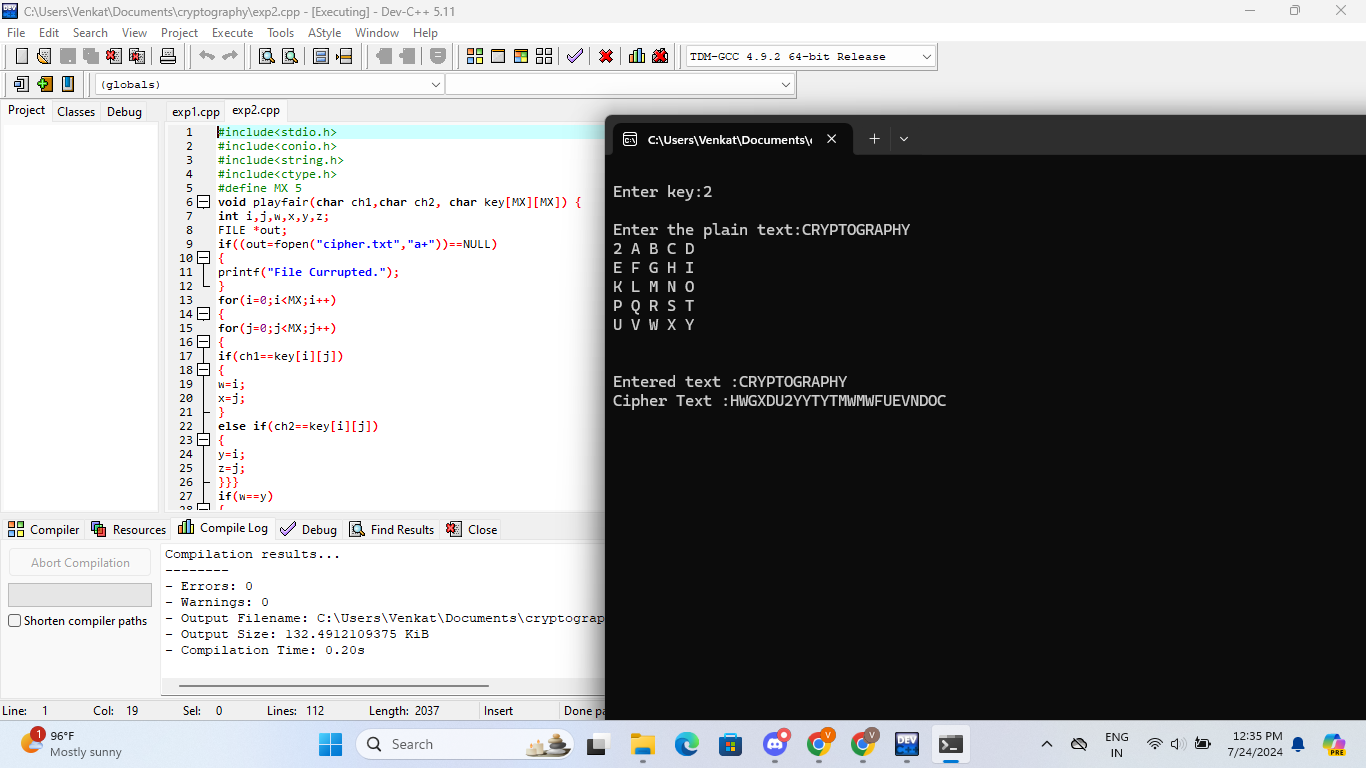 C:\Users\Venkat\Documents\cryptography\exp2.cpp - [Executing] - Dev-C++ 5.11
File Edit Search View Project Execute Tools AStyle Window Help
TDM-GCC 4.9.2 64-bit Release
(globals)
Project Classes Debug
exp1.cpp exp2.cpp
1 #include<stdio.h>
2 #include<conio.h>
3 #include<string.h>
4 #include<ctype.h>
5 #define MX 5
6 void playfair(char ch1,char ch2, char key[MX][MX]) {
7 int i,j,w,x,y,z;
8 FILE *out;
9 if((out=fopen("cipher.txt","a+"))==NULL)
10 {
11 printf("File Currupted.");
12 }
13 for(i=0;i<MX;i++)
14 {
15 for(j=0;j<MX;j++)
16 {
17 if(ch1==key[i][j])
18 {
19 w=i;
20 x=j;
21 }
22 else if(ch2==key[i][j])
23 {
24 y=i;
25 z=j;
26 }}}
27 if(w==y)
28 {
C:\Users\Venkat\Documents\
Enter key:2
Enter the plain text:CRYPTOGRAPHY
2 A B C D
E F G H I
K L M N O
P Q R S T
U V W X Y
Entered text :CRYPTOGRAPHY
Cipher Text :HWGXDU2YYTYTMWMWFUEVNDOC
Compiler Resources Compile Log Debug Find Results Close
Abort Compilation
Shorten compiler paths
Compilation results...
--------
- Errors: 0
- Warnings: 0
- Output Filename: C:\Users\Venkat\Documents\cryptograp
- Output Size: 132.4912109375 KiB
- Compilation Time: 0.20s
Line: 1 Col: 19 Sel: 0 Lines: 112 Length: 2037 Insert Done pa
1
96°F
Mostly sunny
Search
V
V
DEV
ENG
IN
12:35 PM
7/24/2024
PRE